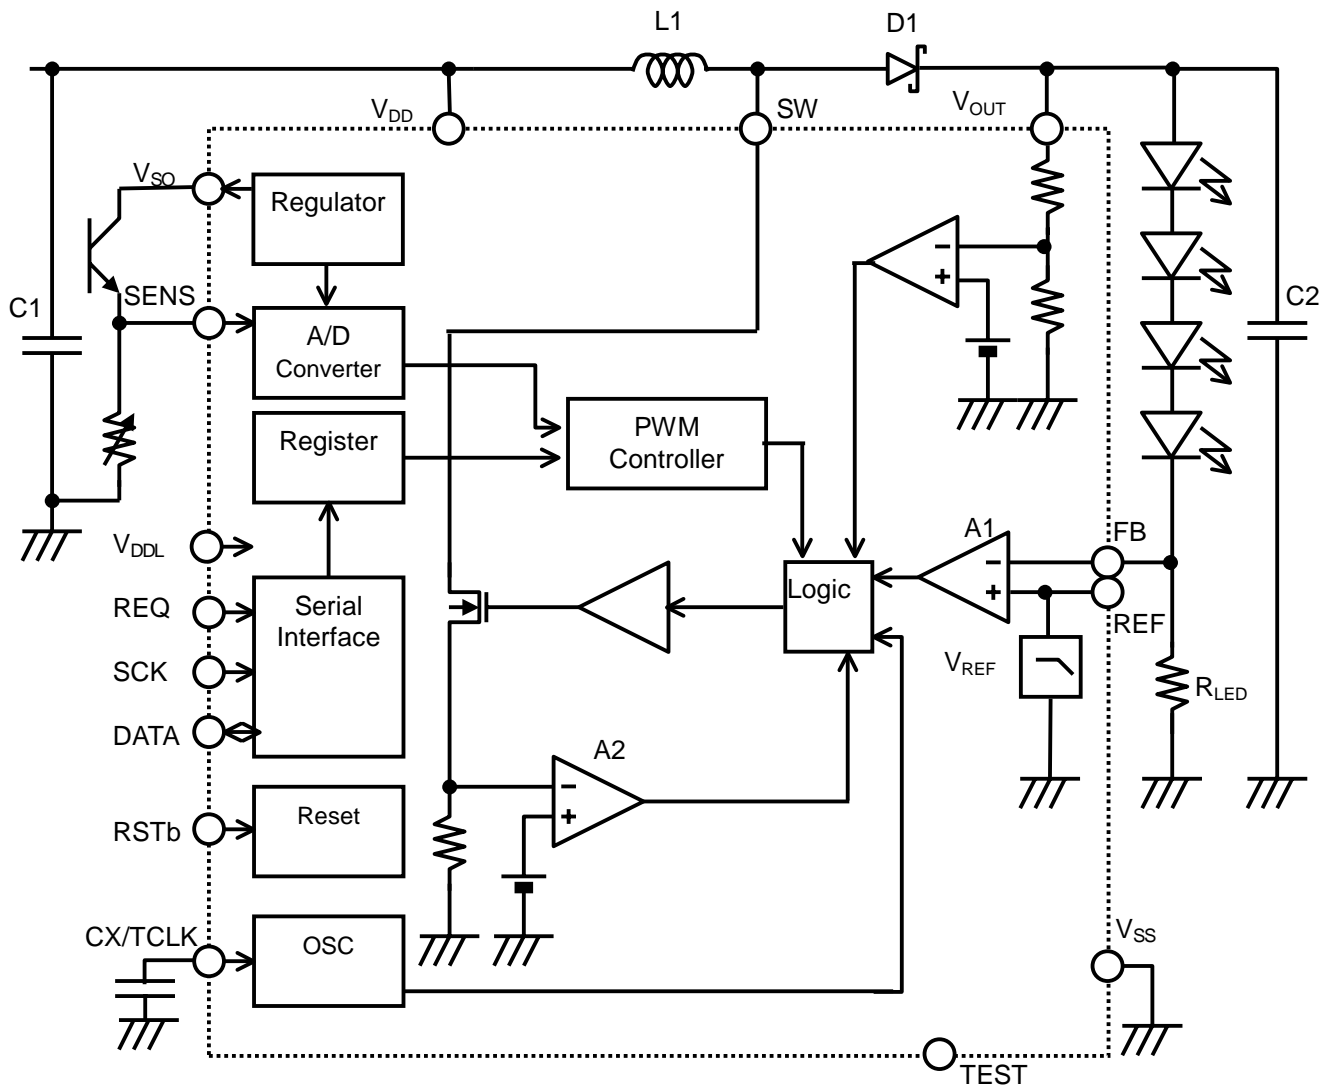 L1
D1
VDD
SW
VOUT
VSO
Regulator
SENS
C1
A/D
Converter
C2
Register
PWM
Controller
A1
FB
VDDL
Logic
REQ
Serial
Interface
REF
SCK
VREF
RLED
DATA
A2
RSTb
Reset
CX/TCLK
OSC
VSS
TEST